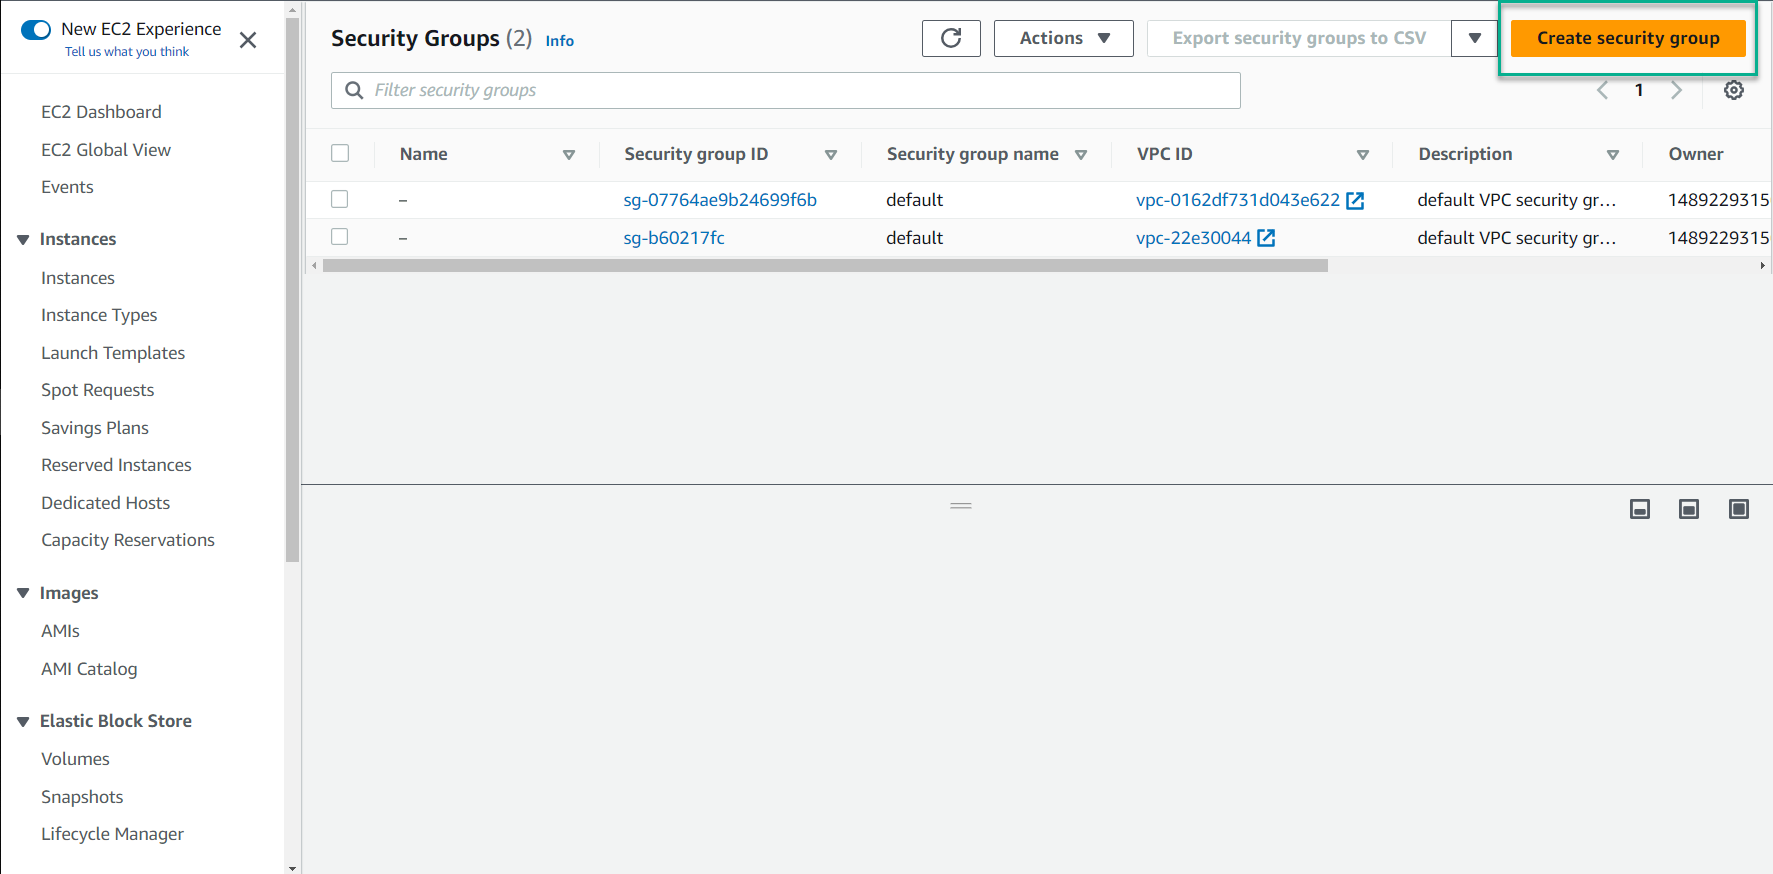 New EC2 Experience
Tell us what you think
EC2 Dashboard
EC2 Global View
Events
Instances
Instances
Instance Types
Launch Templates
Spot Requests
Savings Plans
Reserved Instances
Dedicated Hosts
Capacity Reservations
Images
AMIs
AMI Catalog
Elastic Block Store
Volumes
Snapshots
Lifecycle Manager
Security Groups (2) Info
Actions
Export security groups to CSV
Create security group
Filter security groups
1
Name Security group ID Security group name VPC ID Description Owner
– sg-07764ae9b24699f6b default vpc-0162df731d043e622 default VPC security gr… 1489229315
– sg-b60217fc default vpc-22e30044 default VPC security gr… 1489229315